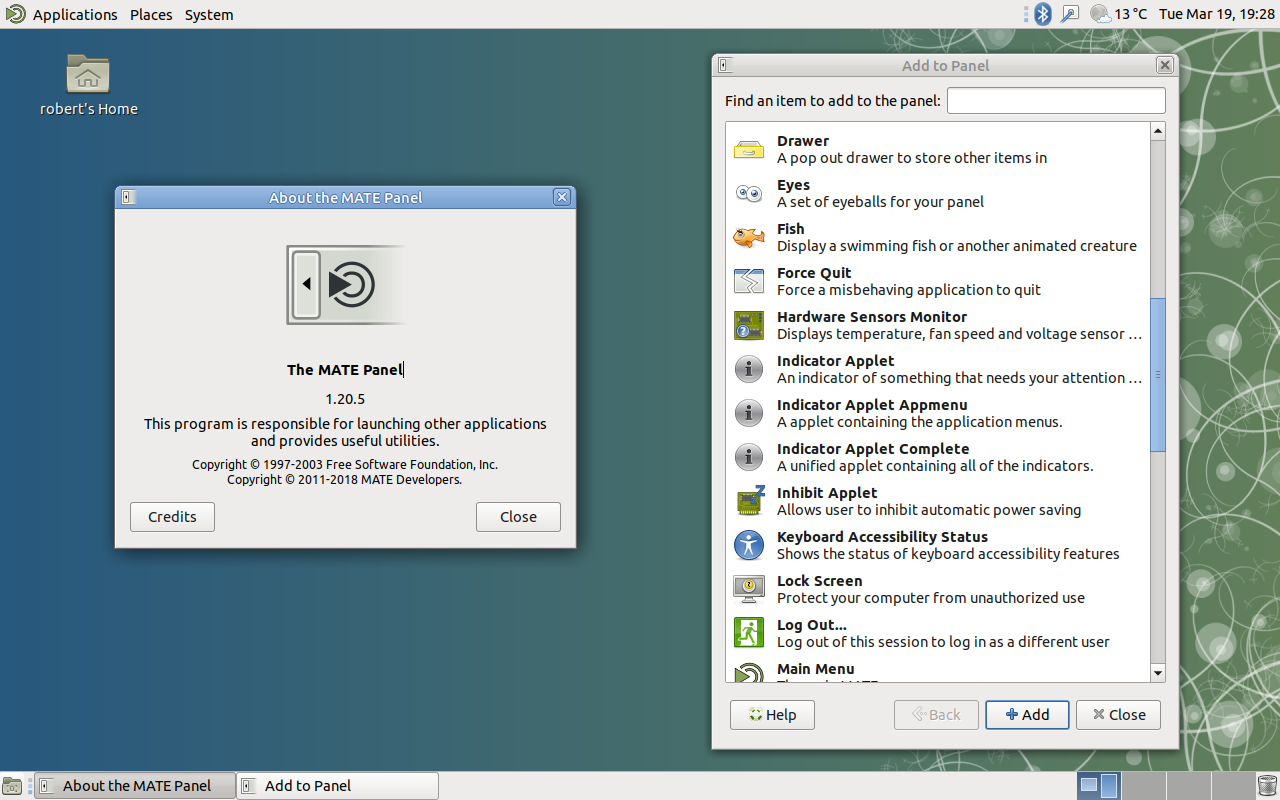 Applications Places System
13 °C Tue Mar 19, 19:28
robert's Home
About the MATE Panel
The MATE Panel
1.20.5
This program is responsible for launching other applications
and provides useful utilities.
Copyright © 1997-2003 Free Software Foundation, Inc.
Copyright © 2011-2018 MATE Developers.
Credits
Close
Add to Panel
Find an item to add to the panel:
Drawer
A pop out drawer to store other items in
Eyes
A set of eyeballs for your panel
Fish
Display a swimming fish or another animated creature
Force Quit
Force a misbehaving application to quit
Hardware Sensors Monitor
Displays temperature, fan speed and voltage sensor …
Indicator Applet
An indicator of something that needs your attention …
Indicator Applet Appmenu
A applet containing the application menus.
Indicator Applet Complete
A unified applet containing all of the indicators.
Inhibit Applet
Allows user to inhibit automatic power saving
Keyboard Accessibility Status
Shows the status of keyboard accessibility features
Lock Screen
Protect your computer from unauthorized use
Log Out...
Log out of this session to log in as a different user
Main Menu
Help
Back
Add
Close
About the MATE Panel
Add to Panel